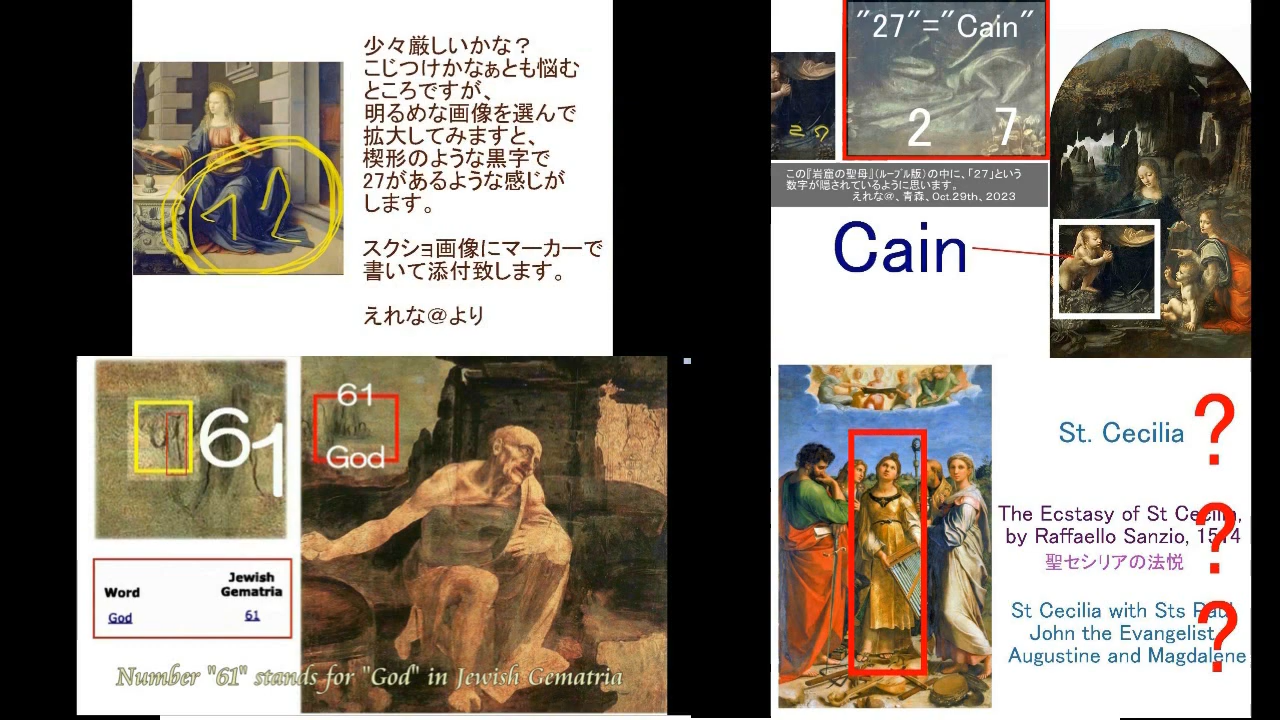 少々厳しいかな？
こじつけかなぁとも悩む
ところですが、
明るめな画像を選んで
拡大してみますと、
楔形のような黒字で
27があるような感じが
します。
スクショ画像にマーカーで
書いて添付致します。
えれな＠より
"27"="Cain"
27
2 7
この『岩窟の聖母』(ルーブル版)の中に、「27」という
数字が隠されているように思います。
えれな＠、青森、Oct.29th、2023
Cain
61
61
God
Word Jewish Gematria
God 61
Number "61" stands for "God" in Jewish Gematria
St. Cecilia ?
The Ecstasy of St Cecilia,
by Raffaello Sanzio, 1514
?
聖セシリアの法悦
St Cecilia with Sts Paul,
John the Evangelist,
?
Augustine and Magdalene